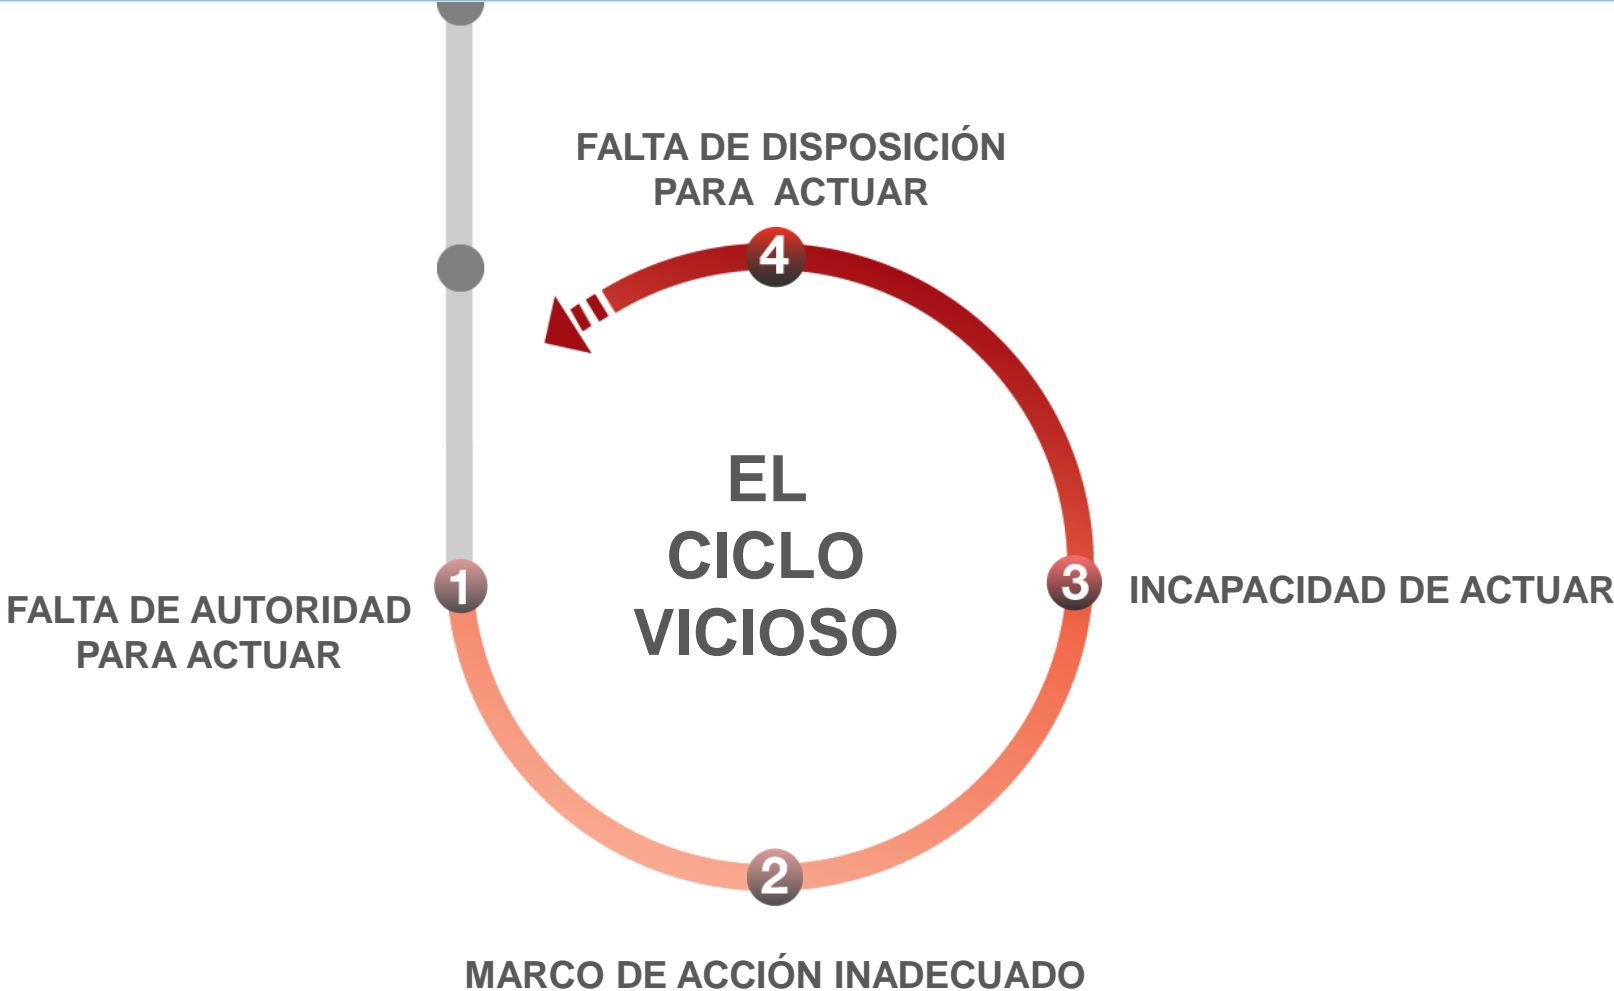 FALTA DE DISPOSICIÓN
PARA ACTUAR
4
EL
CICLO
VICIOSO
1
FALTA DE AUTORIDAD
PARA ACTUAR
3
INCAPACIDAD DE ACTUAR
2
MARCO DE ACCIÓN INADECUADO